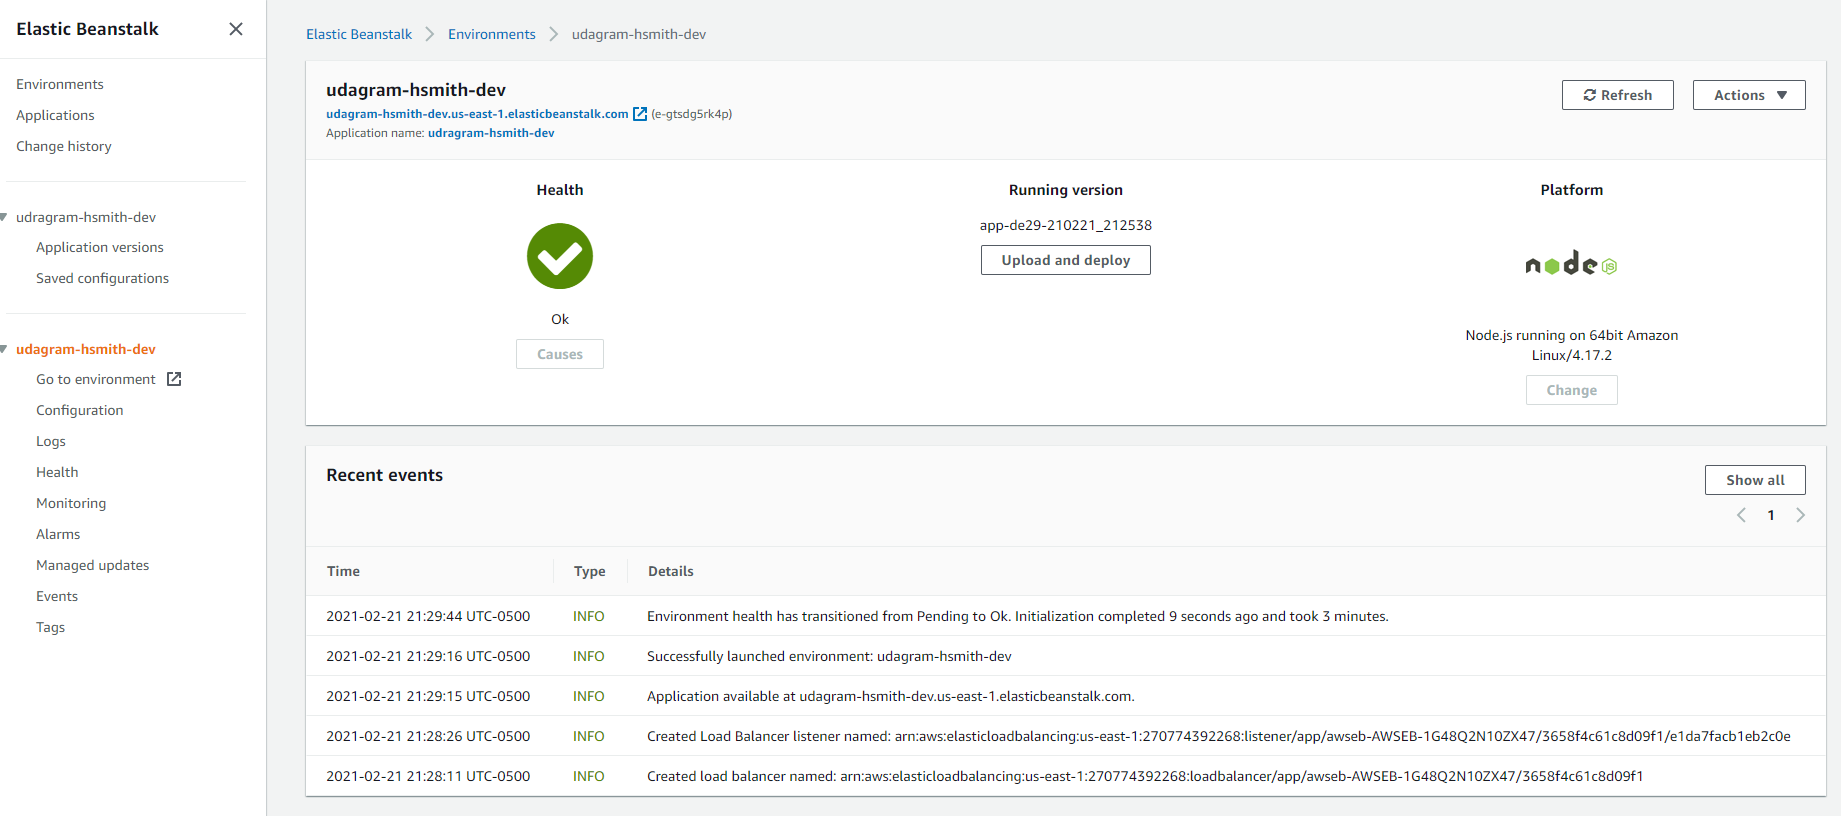 Elastic Beanstalk
Environments
Applications
Change history
udragram-hsmith-dev
Application versions
Saved configurations
udagram-hsmith-dev
Go to environment
Configuration
Logs
Health
Monitoring
Alarms
Managed updates
Events
Tags
Elastic Beanstalk > Environments > udagram-hsmith-dev
udagram-hsmith-dev
udagram-hsmith-dev.us-east-1.elasticbeanstalk.com (e-gtsdg5rk4p)
Application name: udragram-hsmith-dev
Refresh
Actions
Health
Ok
Causes
Running version
app-de29-210221_212538
Upload and deploy
Platform
node JS
Node.js running on 64bit Amazon
Linux/4.17.2
Change
Recent events
Show all
1
Time Type Details
2021-02-21 21:29:44 UTC-0500 INFO Environment health has transitioned from Pending to Ok. Initialization completed 9 seconds ago and took 3 minutes.
2021-02-21 21:29:16 UTC-0500 INFO Successfully launched environment: udagram-hsmith-dev
2021-02-21 21:29:15 UTC-0500 INFO Application available at udagram-hsmith-dev.us-east-1.elasticbeanstalk.com.
2021-02-21 21:28:26 UTC-0500 INFO Created Load Balancer listener named: arn:aws:elasticloadbalancing:us-east-1:270774392268:listener/app/awseb-AWSEB-1G48Q2N10ZX47/3658f4c61c8d09f1/e1da7facb1eb2c0e
2021-02-21 21:28:11 UTC-0500 INFO Created load balancer named: arn:aws:elasticloadbalancing:us-east-1:270774392268:loadbalancer/app/awseb-AWSEB-1G48Q2N10ZX47/3658f4c61c8d09f1